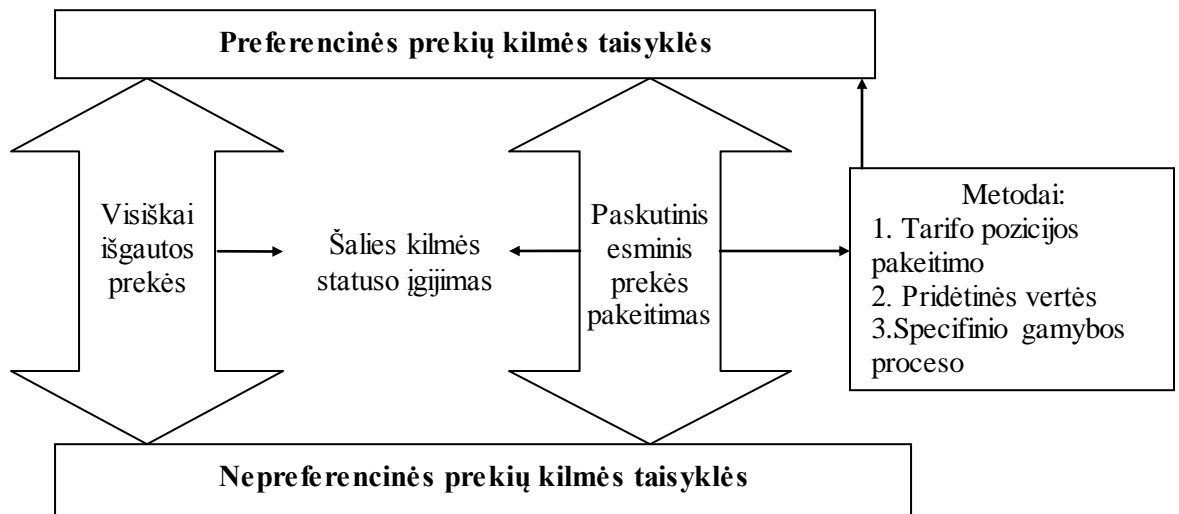 Preferencinės prekių kilmės taisyklės
Visiškai
išgautos
prekės
Šalies kilmės
statuso įgijimas
Paskutinis
esminis
prekės
pakeitimas
Metodai:
1. Tarifo pozicijos
pakeitimo
2. Pridėtinės vertės
3.Specifinio gamybos
proceso
Nepreferencinės prekių kilmės taisyklės